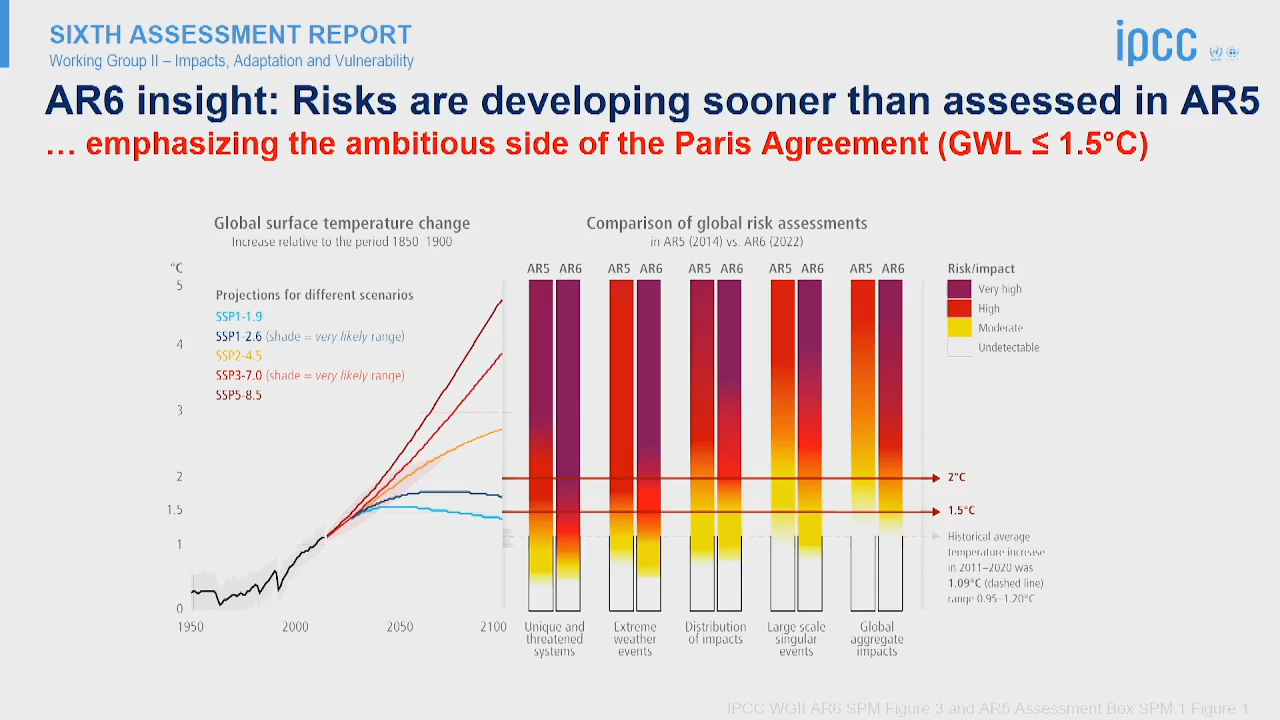 SIXTH ASSESSMENT REPORT
Working Group II – Impacts, Adaptation and Vulnerability
ipcc
AR6 insight: Risks are developing sooner than assessed in AR5
… emphasizing the ambitious side of the Paris Agreement (GWL ≤ 1.5°C)
Global surface temperature change
Increase relative to the period 1850 1900
°C
5
4
3
2
1.5
1
0
Projections for different scenarios
SSP1-1.9
SSP1-2.6 (shade = very likely range)
SSP2-4.5
SSP3-7.0 (shade = very likely range)
SSP5-8.5
1950 2000 2050 2100
Comparison of global risk assessments
in AR5 (2014) vs. AR6 (2022)
AR5 AR6 AR5 AR6 AR5 AR6 AR5 AR6 AR5 AR6
Unique and
threatened
systems
Extreme
weather
events
Distribution
of impacts
Large scale
singular
events
Global
aggregate
impacts
Risk/impact
Very high
High
Moderate
Undetectable
2°C
1.5°C
Historical average
temperature increase
in 2011–2020 was
1.09°C (dashed line)
range 0.95–1.20°C
IPCC WGII AR6 SPM Figure 3 and AR5 Assessment Box SPM.1 Figure 1